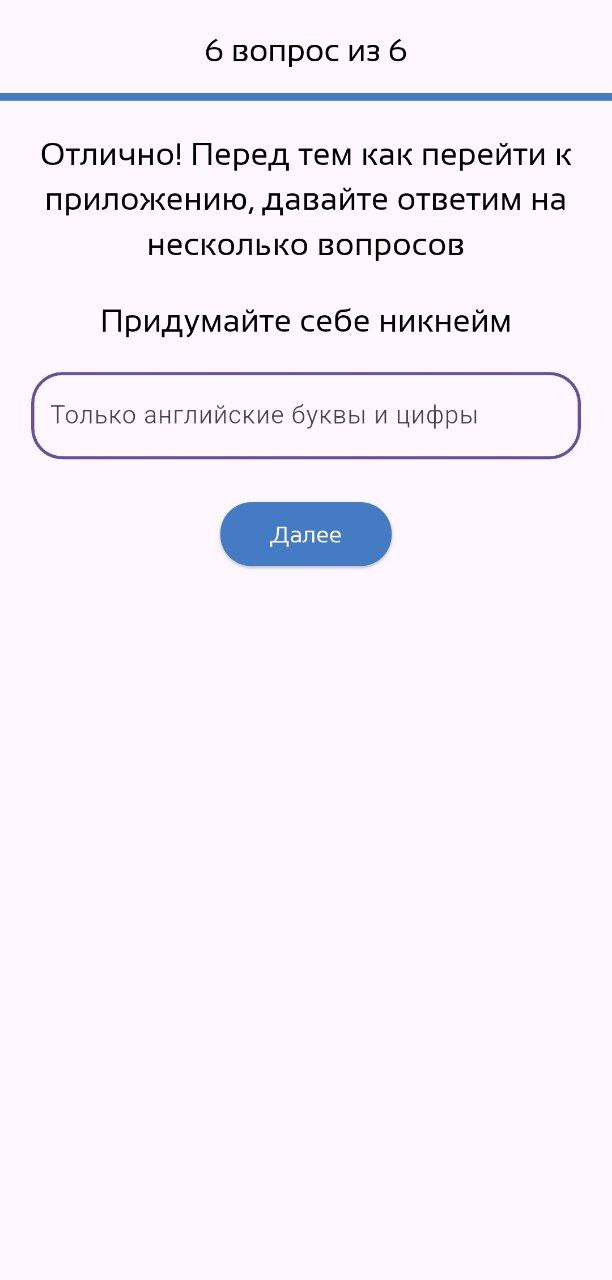 6 вопрос из 6
Отлично! Перед тем как перейти к
приложению, давайте ответим на
несколько вопросов
Придумайте себе никнейм
Только английские буквы и цифры
Далее